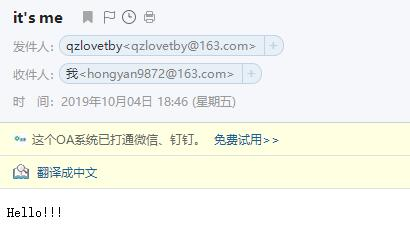 it's me
发件人： qzlovetby<qzlovetby@163.com> +
收件人： 我<hongyan9872@163.com> +
时　间： 2019年10月04日 18:46 (星期五)
这个OA系统已打通微信、钉钉。 免费试用>>
翻译成中文
Hello!!!